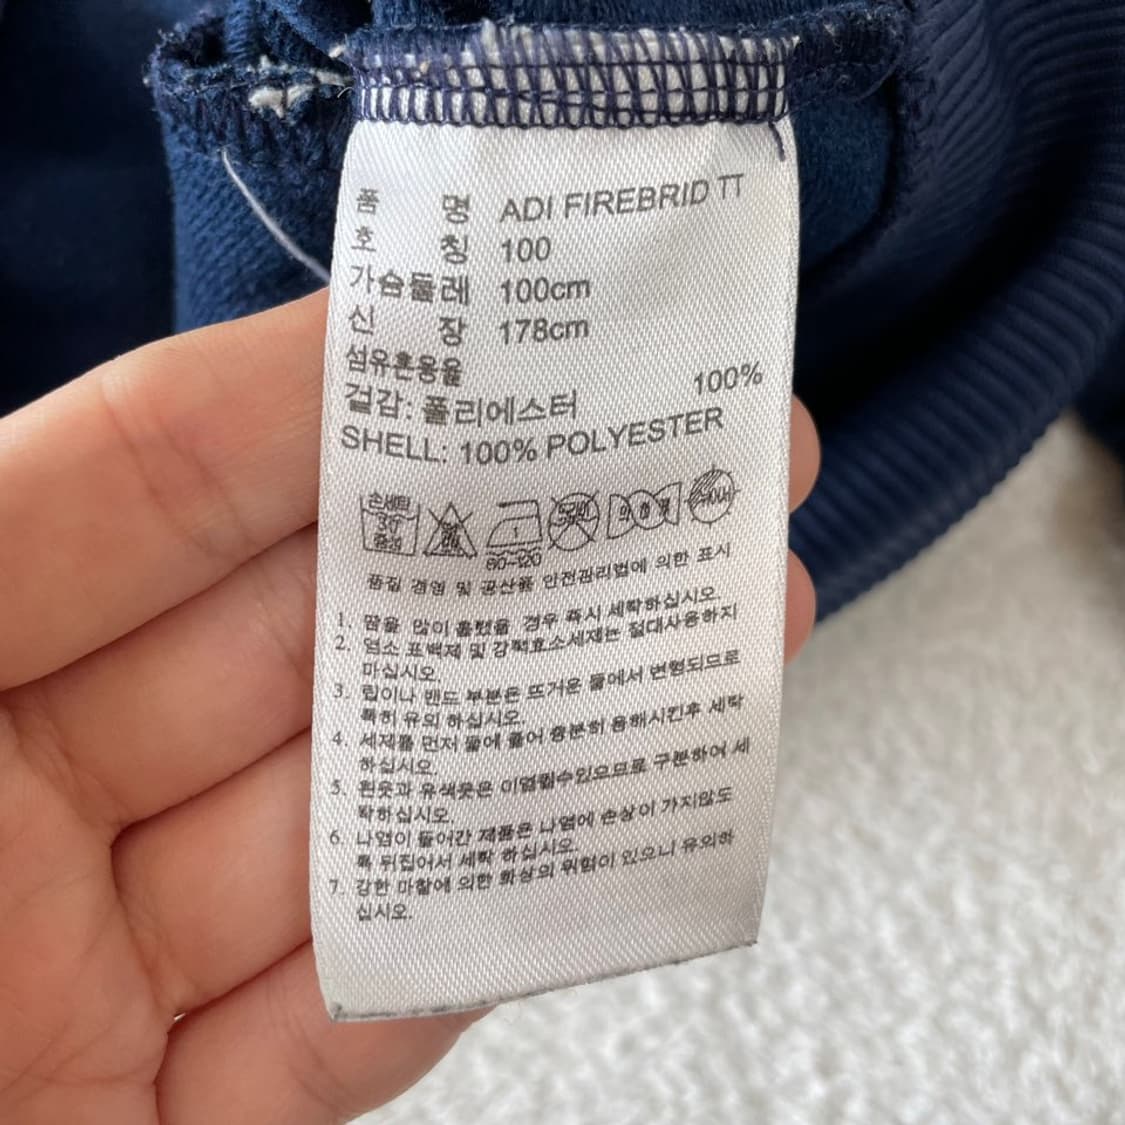 품 명 ADI FIREBRID TT
호 칭 100
가슴둘레 100cm
신 장 178cm
섬유혼용율
겉감: 폴리에스터 100%
SHELL: 100% POLYESTER
손세탁
30
중성
80~120
품질 경영 및 공산품 안전관리법에 의한 표시
1. 땀을 많이 흘렸을 경우 즉시 세탁하십시오
2. 염소 표백제 및 강력효소세제는 절대사용하지
마십시오.
3. 립이나 밴드 부분은 뜨거운 물에서 변형되므로
특히 유의 하십시오.
4. 세제를 먼저 물에 풀어 충분히 용해시킨후 세탁
하십시오.
5. 흰옷과 유색옷은 이염될수있으므로 구분하여 세
탁하십시오.
6. 나염이 들어간 제품은 나염에 손상이 가지않도
록 뒤집어서 세탁 하십시오.
7. 강한 마찰에 의한 화상의 위험이 있으니 유의하
십시오.